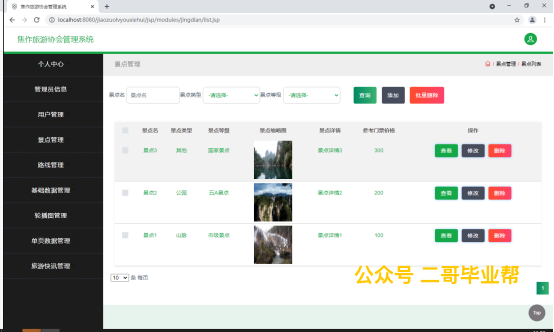 焦作旅游协会管理系统
localhost:8080/jiaozuolvyouxiehui/jsp/modules/jingdian/list.jsp
焦作旅游协会管理系统
个人中心
管理员信息
用户管理
景点管理
路线管理
基础数据管理
轮播图管理
单页数据管理
旅游快讯管理
景点管理
/ 景点管理 / 景点列表
景点名 景点名 景点类型 -请选择- 景点等级 -请选择- 查询 添加 批量删除
景点名 景点类型 景点等级 景点缩略图 景点详情 参考门票价格 操作
景点3 其他 国家景点 景点详情3 300 查看 修改 删除
景点2 公园 五A景点 景点详情2 200 查看 修改 删除
景点1 山脉 市级景点 景点详情1 100 查看 修改 删除
10 条 每页
公众号 二哥毕业帮
1
Top